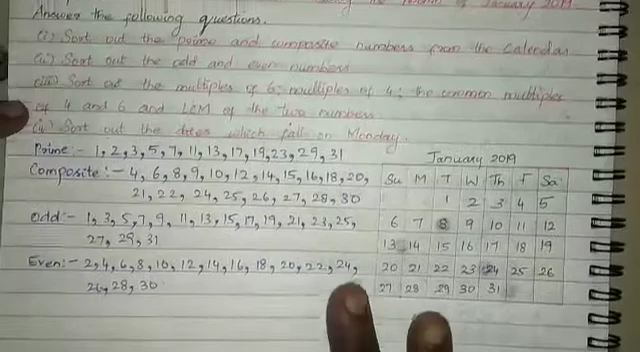 January 2019.
Answer the following questions.
(i) Sort out the prime and composite numbers from the Calendar
(ii) Sort out the odd and even numbers
(iii) Sort out the multiples of 6; multiples of 4; the common multiples
of 4 and 6 and LCM of the two numbers
(iv) Sort out the dates which fall on Monday.
Prime:- 1, 2, 3, 5, 7, 11, 13, 17, 19, 23, 29, 31
Composite:- 4, 6, 8, 9, 10, 12, 14, 15, 16, 18, 20,
21, 22, 24, 25, 26, 27, 28, 30
Odd:- 1, 3, 5, 7, 9, 11, 13, 15, 17, 19, 21, 23, 25,
27, 29, 31
Even:- 2, 4, 6, 8, 10, 12, 14, 16, 18, 20, 22, 24,
26, 28, 30
January 2019
Su M T W Th F Sa
1 2 3 4 5
6 7 8 9 10 11 12
13 14 15 16 17 18 19
20 21 22 23 24 25 26
27 28 29 30 31